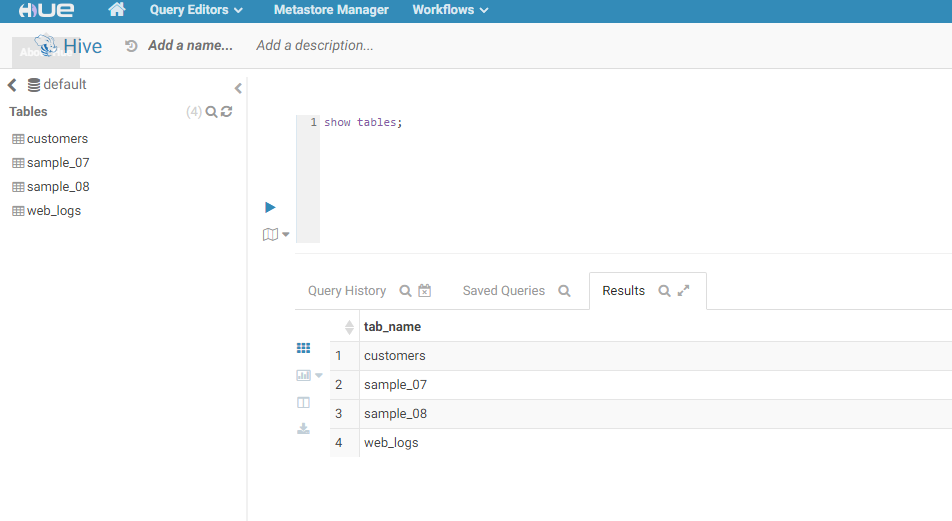 HUE Query Editors Metastore Manager Workflows
Hive Add a name... Add a description...
default
Tables (4)
customers
sample_07
sample_08
web_logs
1 show tables;
Query History Saved Queries Results
tab_name
1 customers
2 sample_07
3 sample_08
4 web_logs